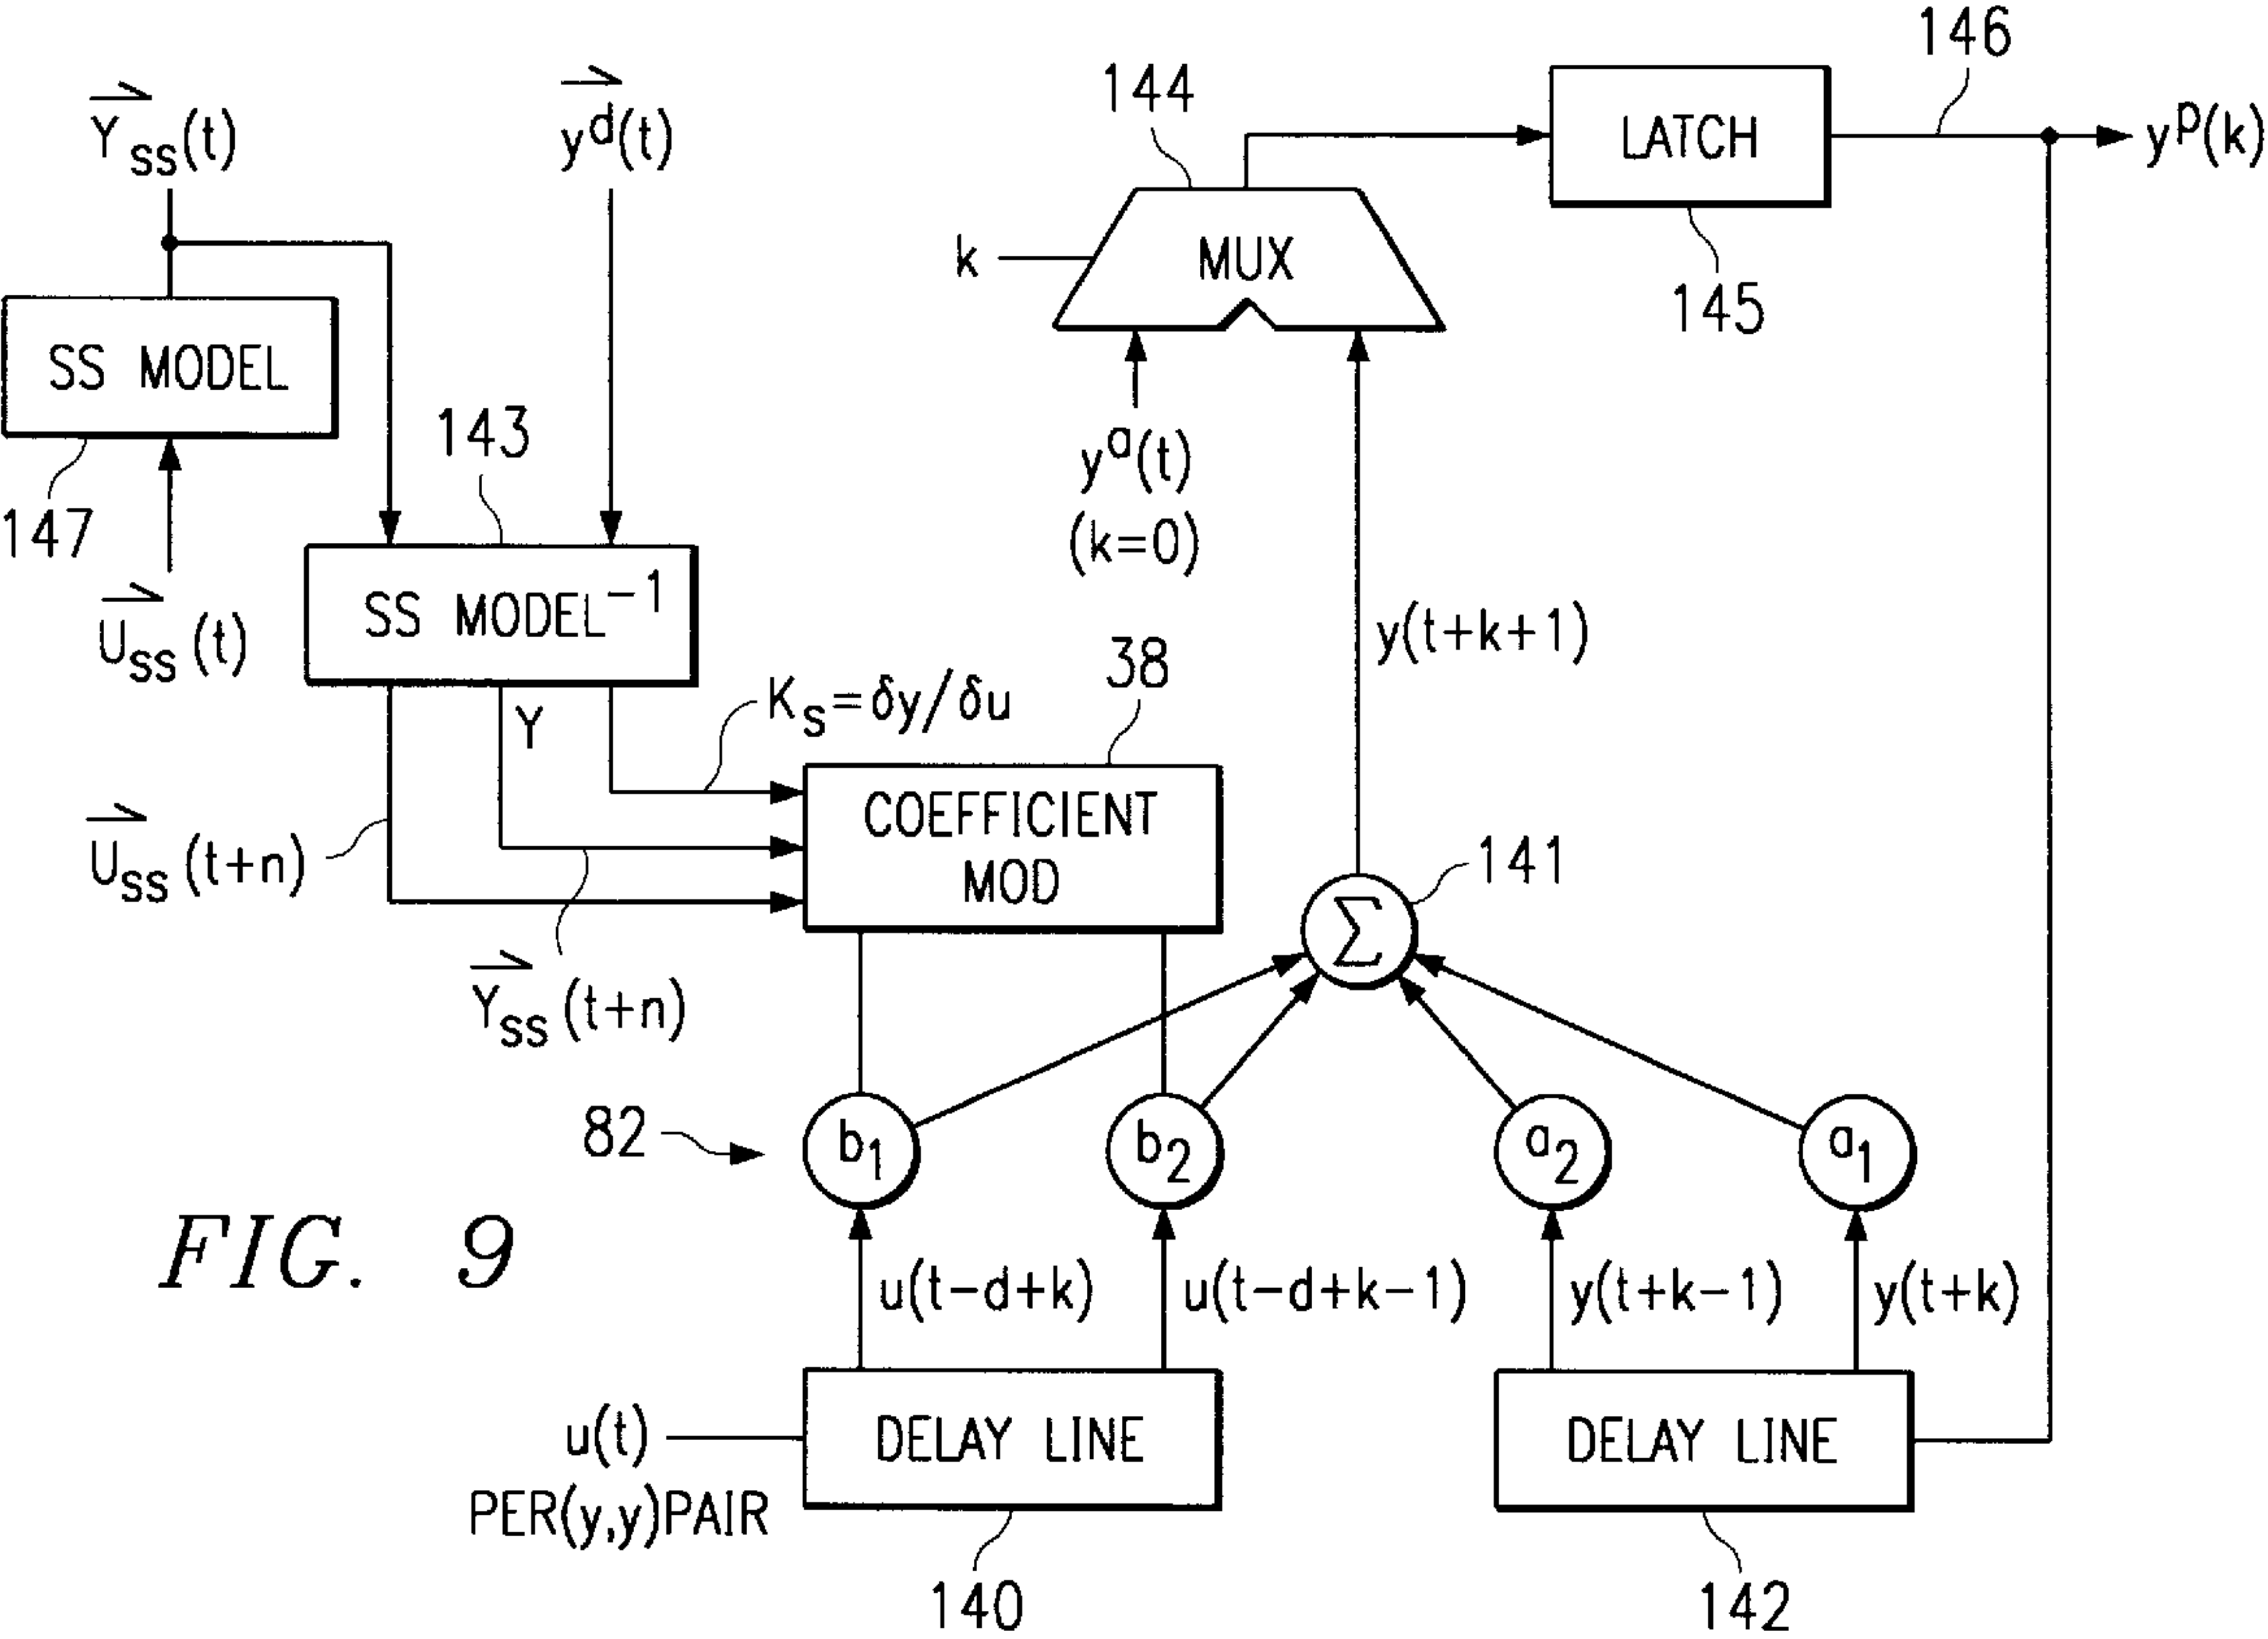 146
144
Y_ss(t)
y^d(t)
LATCH
y^p(k)
k
MUX
145
SS MODEL
143
y^a(t)
(k=0)
147
U_ss(t)
SS MODEL^-1
y(t+k+1)
38
K_s=δy/δu
Y
COEFFICIENT
MOD
U_ss(t+n)
141
Σ
Y_ss(t+n)
82
b_1
b_2
a_2
a_1
FIG. 9
u(t-d+k)
u(t-d+k-1)
y(t+k-1)
y(t+k)
u(t)
PER(y,y)PAIR
DELAY LINE
DELAY LINE
140
142